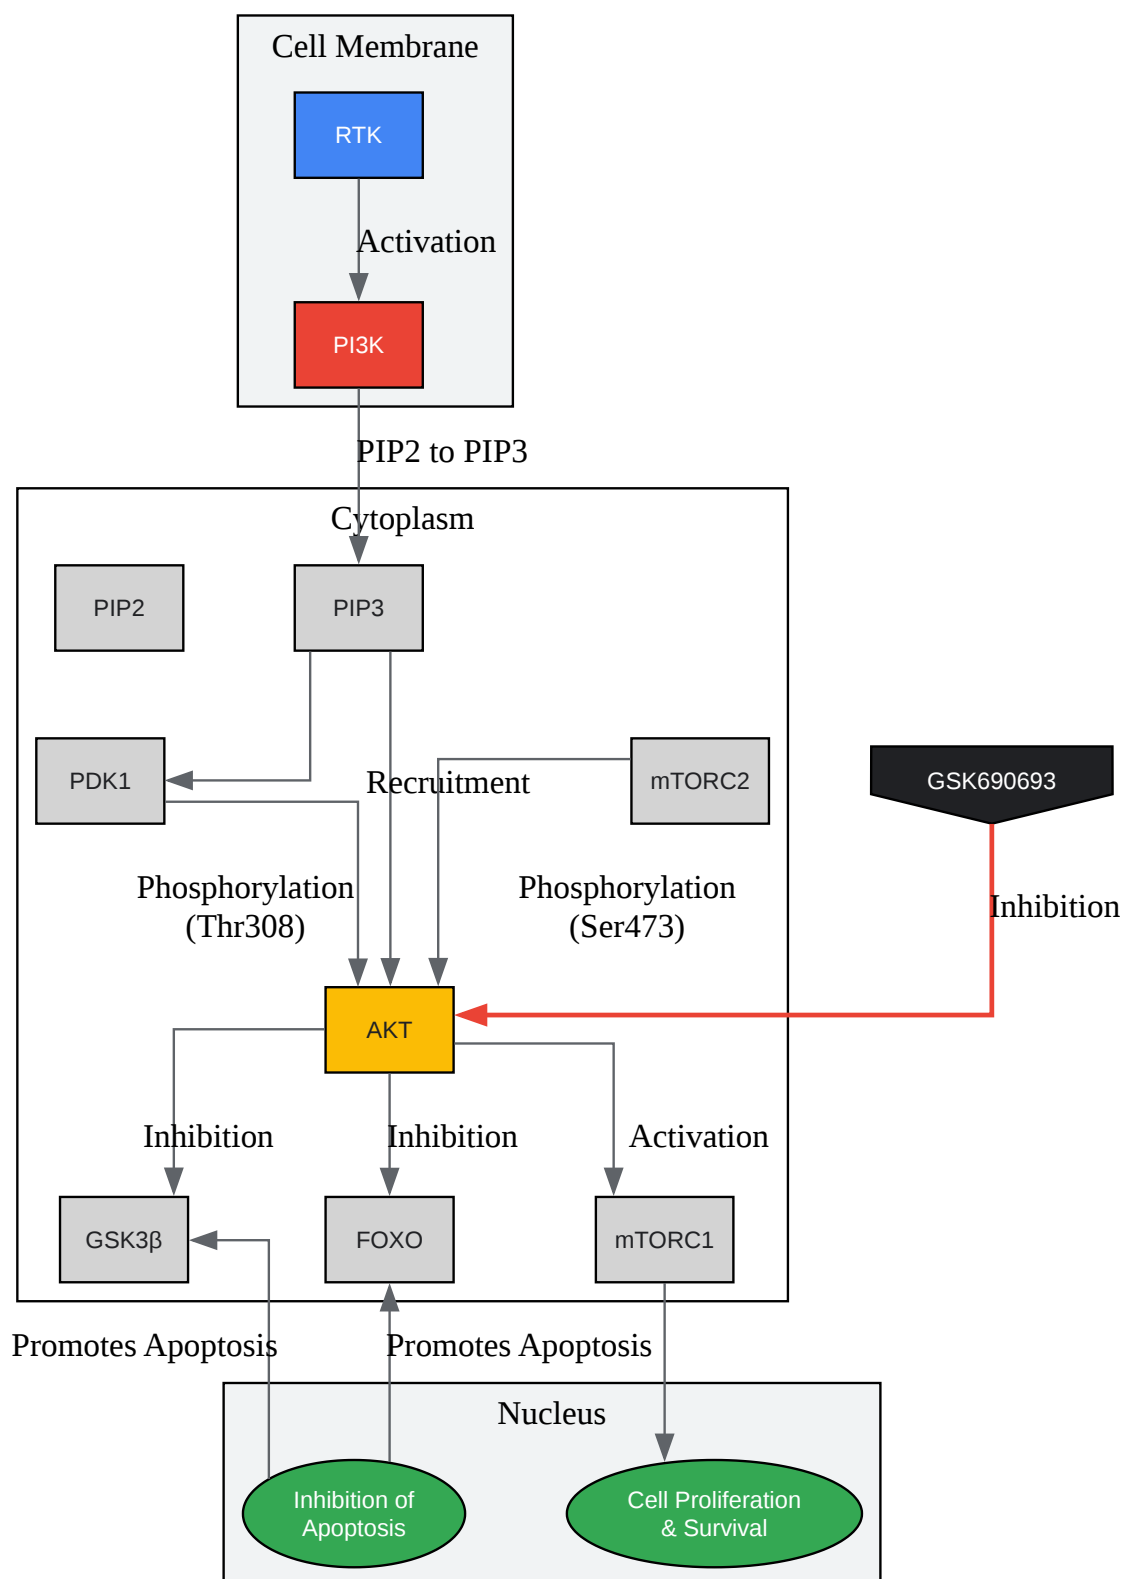 Cell Membrane
RTK
Activation
PI3K
PIP2 to PIP3
Cytoplasm
PIP2
PIP3
PDK1
Recruitment
mTORC2
GSK690693
Phosphorylation
(Thr308)
Phosphorylation
(Ser473)
Inhibition
AKT
Inhibition
Inhibition
Activation
GSK3β
FOXO
mTORC1
Promotes Apoptosis
Promotes Apoptosis
Nucleus
Inhibition of
Apoptosis
Cell Proliferation
& Survival